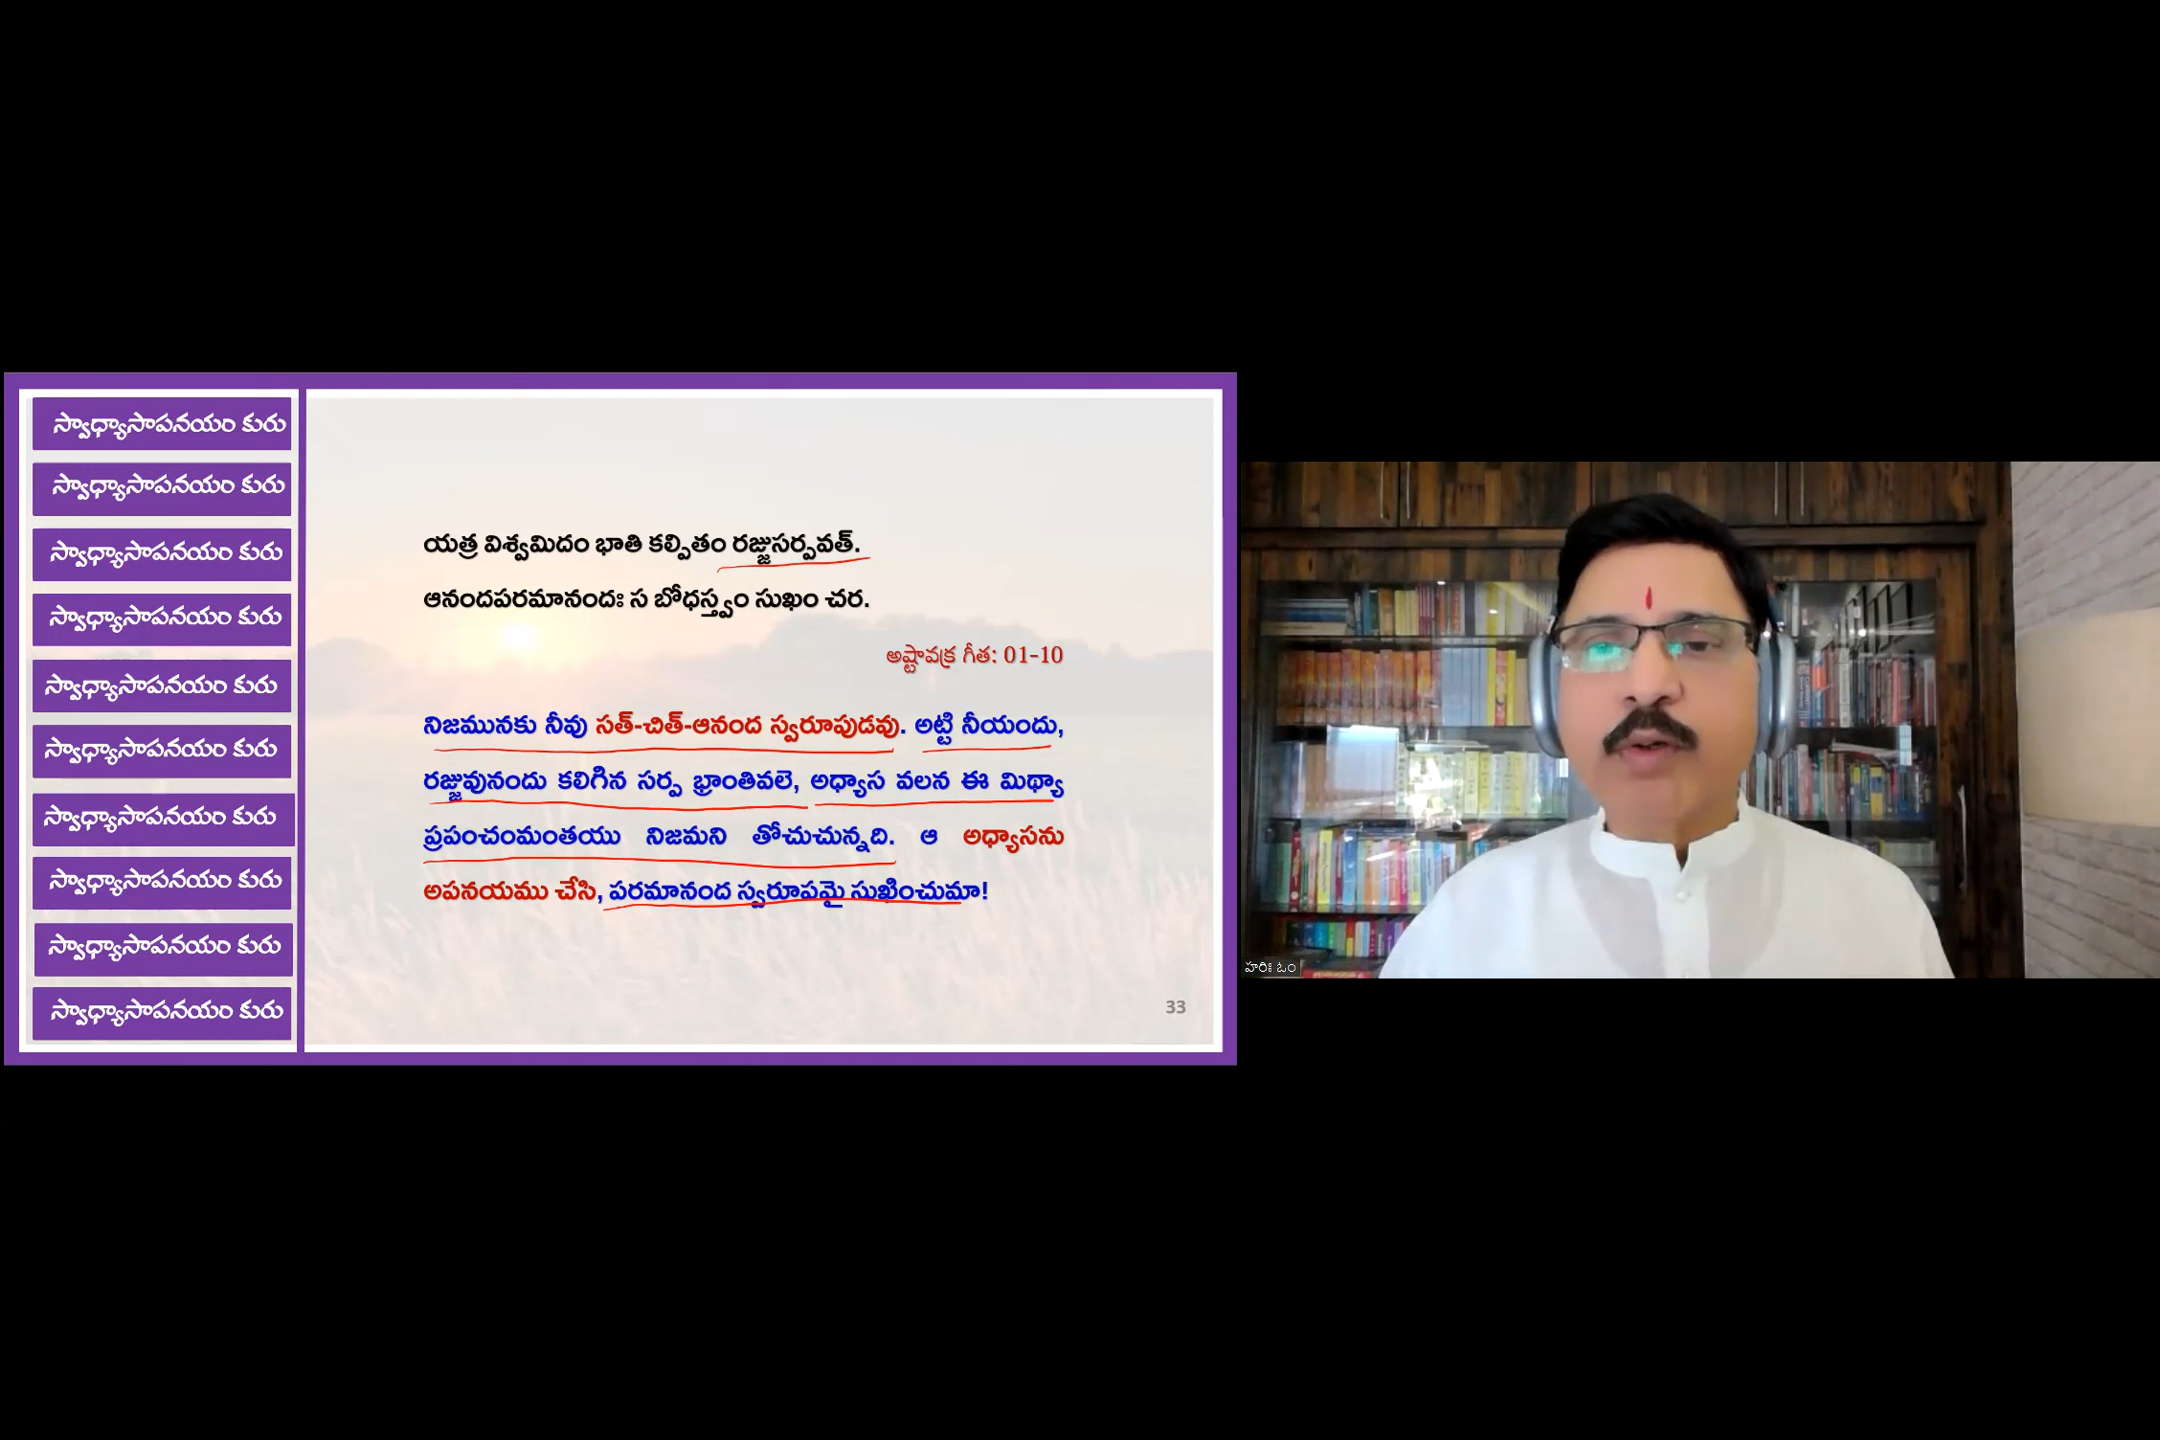 స్వాధ్యాసాపనయం కురు
స్వాధ్యాసాపనయం కురు
స్వాధ్యాసాపనయం కురు
స్వాధ్యాసాపనయం కురు
స్వాధ్యాసాపనయం కురు
స్వాధ్యాసాపనయం కురు
స్వాధ్యాసాపనయం కురు
స్వాధ్యాసాపనయం కురు
స్వాధ్యాసాపనయం కురు
స్వాధ్యాసాపనయం కురు
యత్ర విశ్వమిదం భాతి కల్పితం రజ్జుసర్పవత్.
ఆనందపరమానందః స బోధస్త్వం సుఖం చర.
అష్టావక్ర గీత: 01-10
నిజమునకు నీవు సత్-చిత్-ఆనంద స్వరూపుడవు. అట్టి నీయందు,
రజ్జువునందు కలిగిన సర్ప భ్రాంతివలె, అధ్యాస వలన ఈ మిథ్యా
ప్రపంచంమంతయు నిజమని తోచుచున్నది. ఆ అధ్యాసను
అపనయము చేసి, పరమానంద స్వరూపమై సుఖించుమా!
33
హరిః ఓం